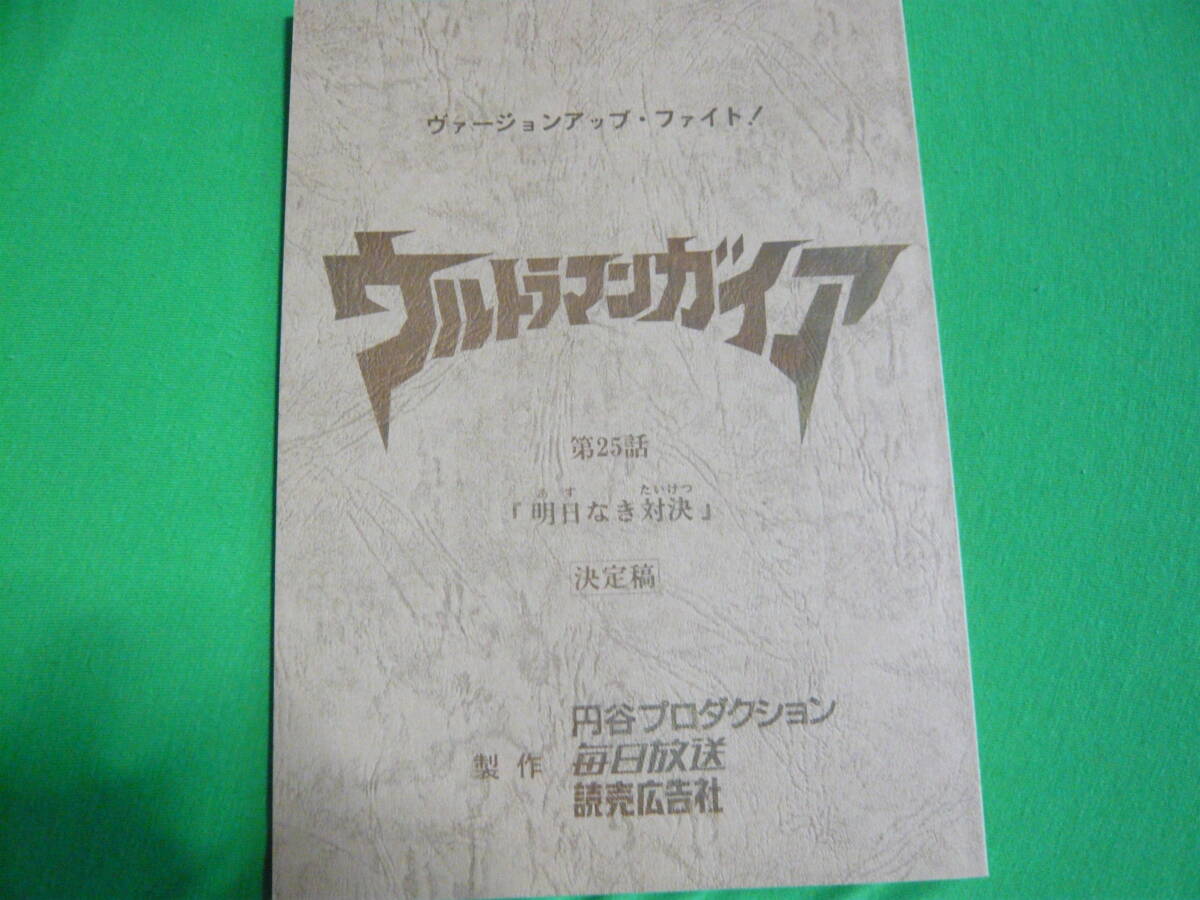 ヴァージョンアップ・ファイト!
ウルトラマンガイア
第25話
あす たいけつ
『明日なき対決』
決定稿
円谷プロダクション
製作 毎日放送
読売広告社